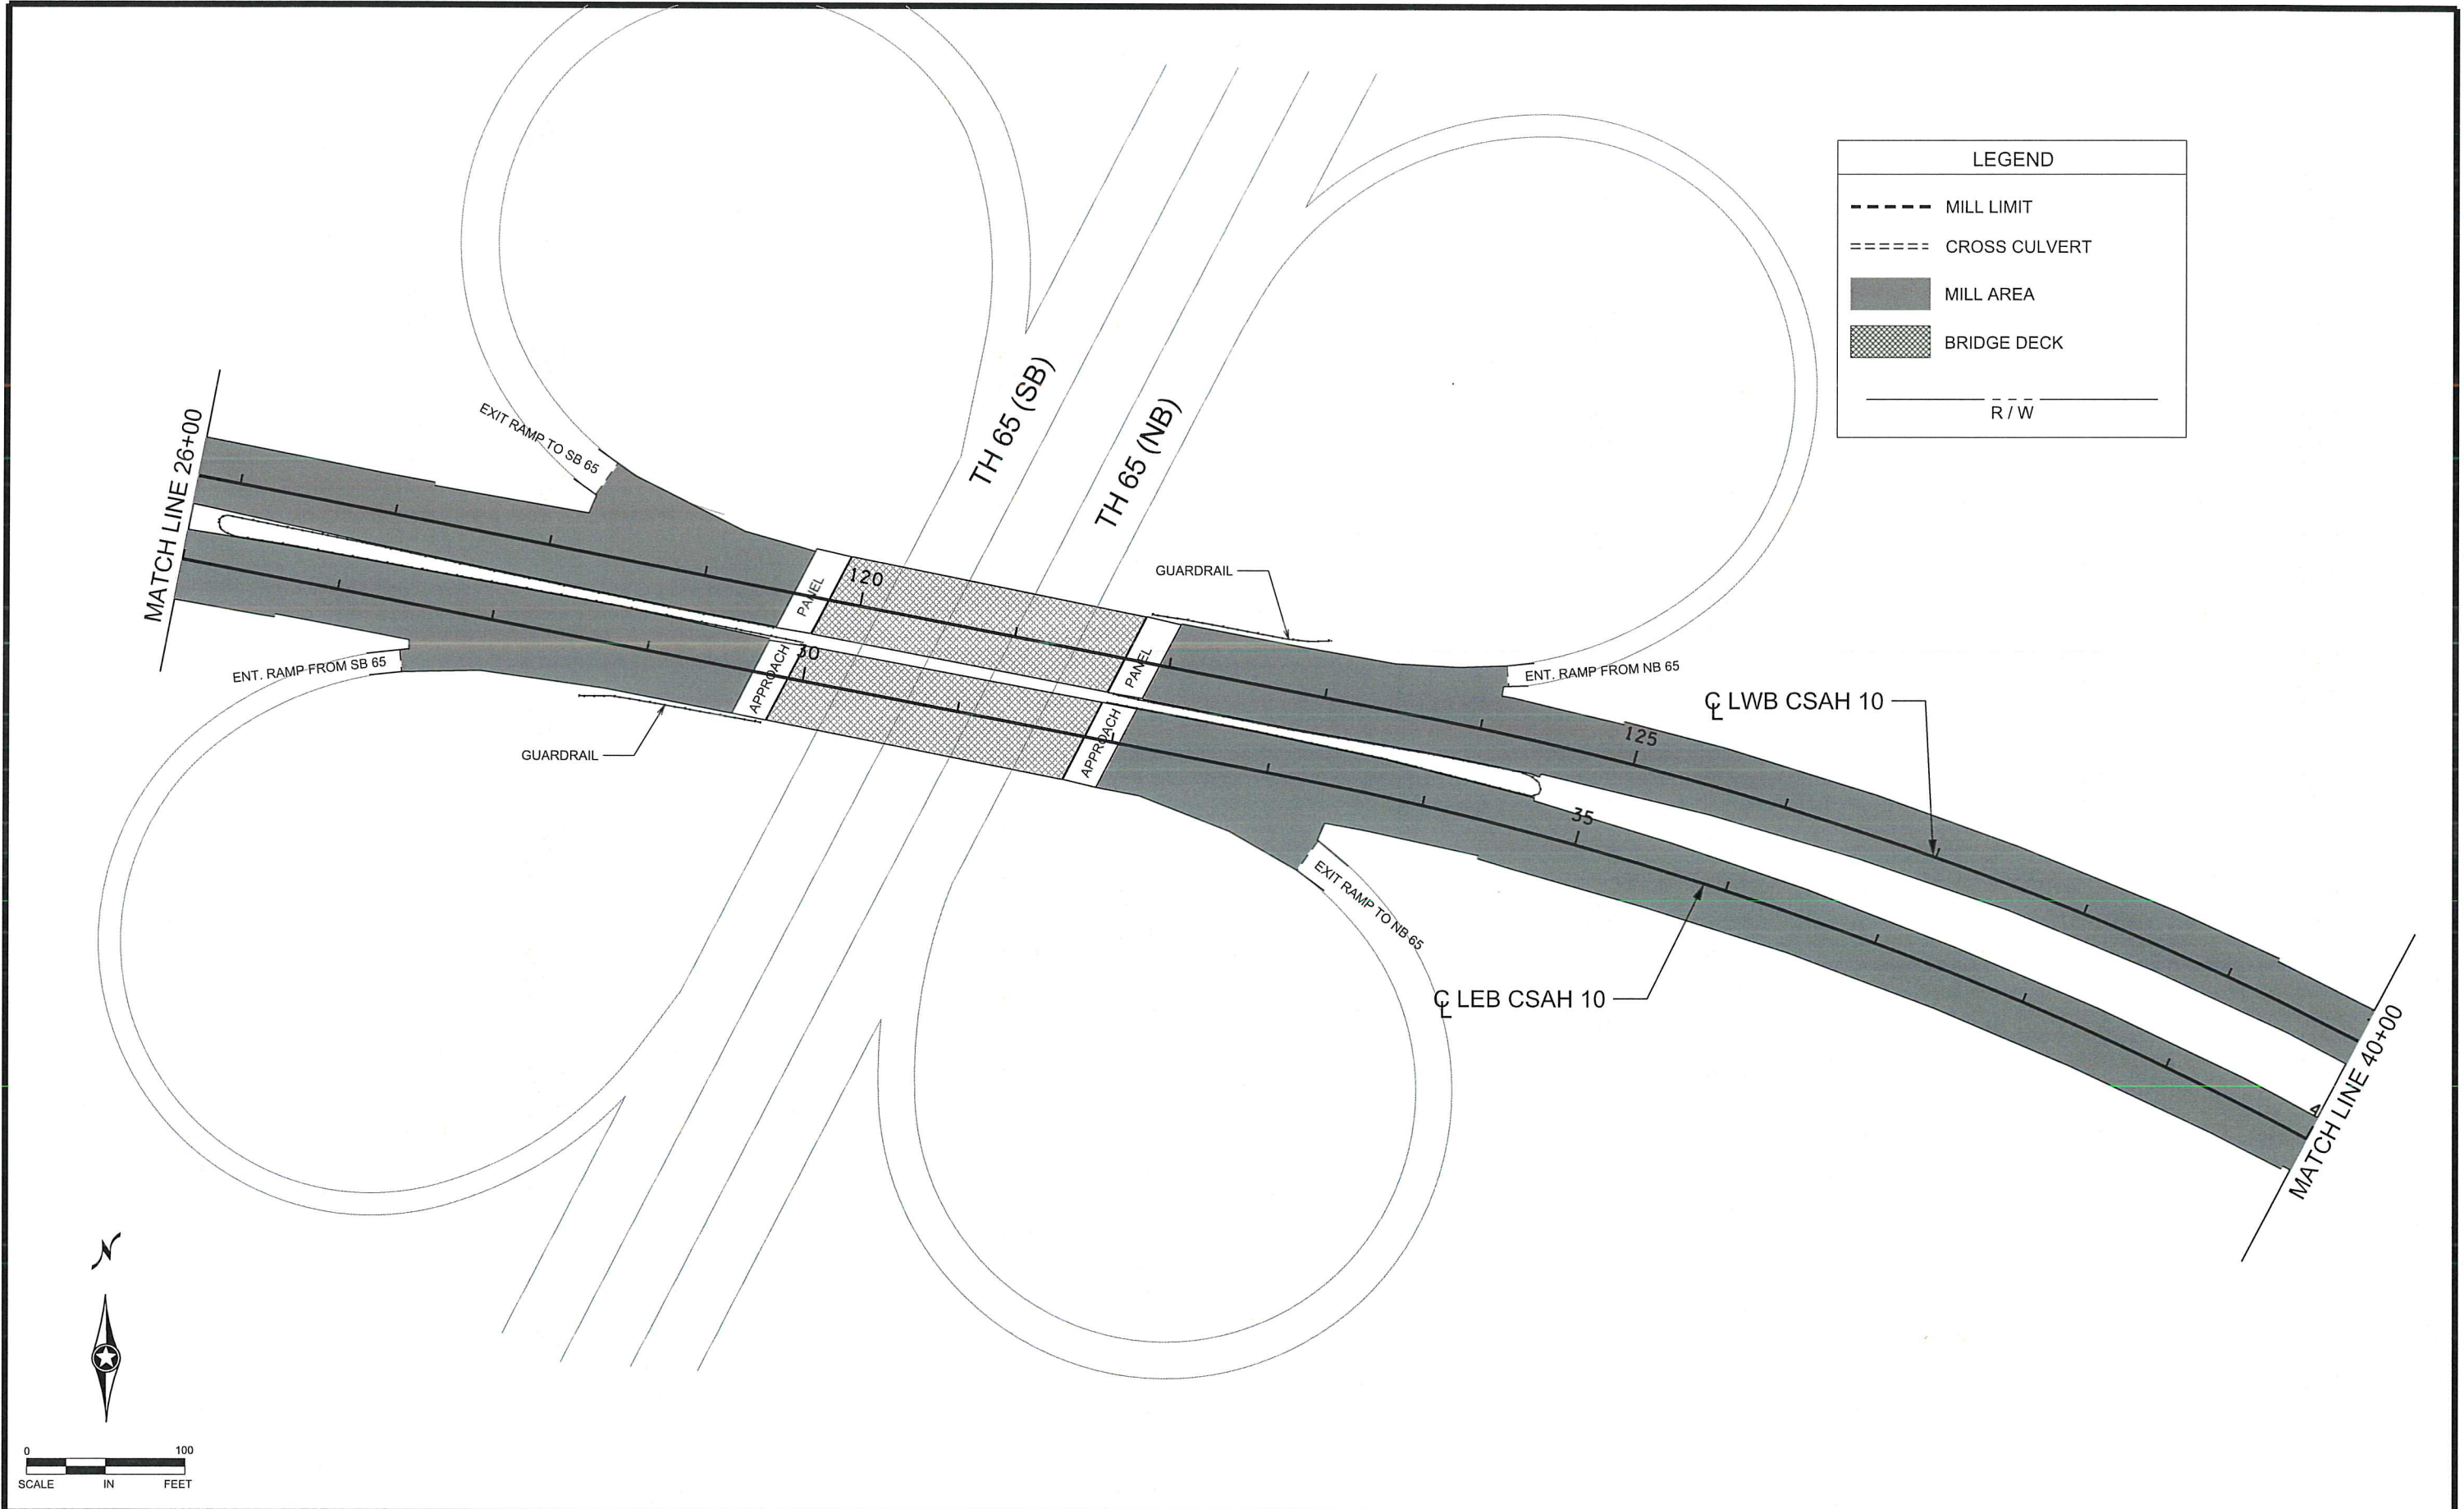 LEGEND
MILL LIMIT
CROSS CULVERT
MILL AREA
BRIDGE DECK
R / W
TH 65 (SB)
TH 65 (NB)
EXIT RAMP TO SB 65
MATCH LINE 26+00
ENT. RAMP FROM SB 65
GUARDRAIL
PANEL
APPROACH
120
30
GUARDRAIL
PANEL
APPROACH
ENT. RAMP FROM NB 65
℄ LWB CSAH 10
125
35
EXIT RAMP TO NB 65
℄ LEB CSAH 10
4
MATCH LINE 40+00
N
0 100
SCALE IN FEET